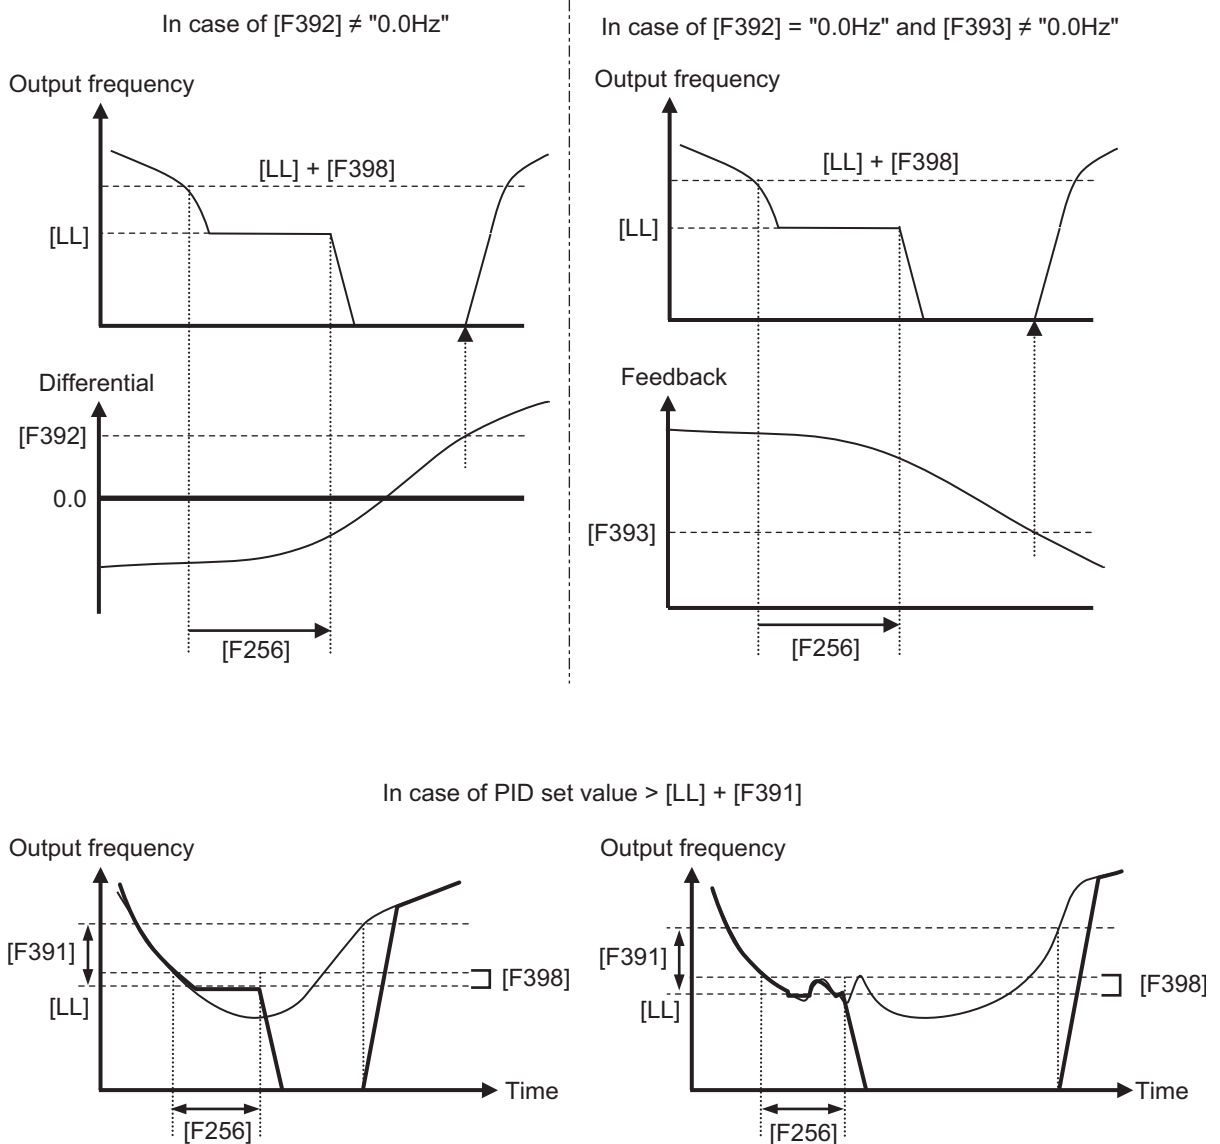 In case of [F392] ≠ "0.0Hz"
Output frequency
[LL] + [F398]
[LL]
Differential
[F392]
0.0
[F256]
In case of [F392] = "0.0Hz" and [F393] ≠ "0.0Hz"
Output frequency
[LL] + [F398]
[LL]
Feedback
[F393]
[F256]
In case of PID set value > [LL] + [F391]
Output frequency
[F391]
[LL]
[F398]
Time
[F256]
Output frequency
[F391]
[LL]
[F398]
Time
[F256]